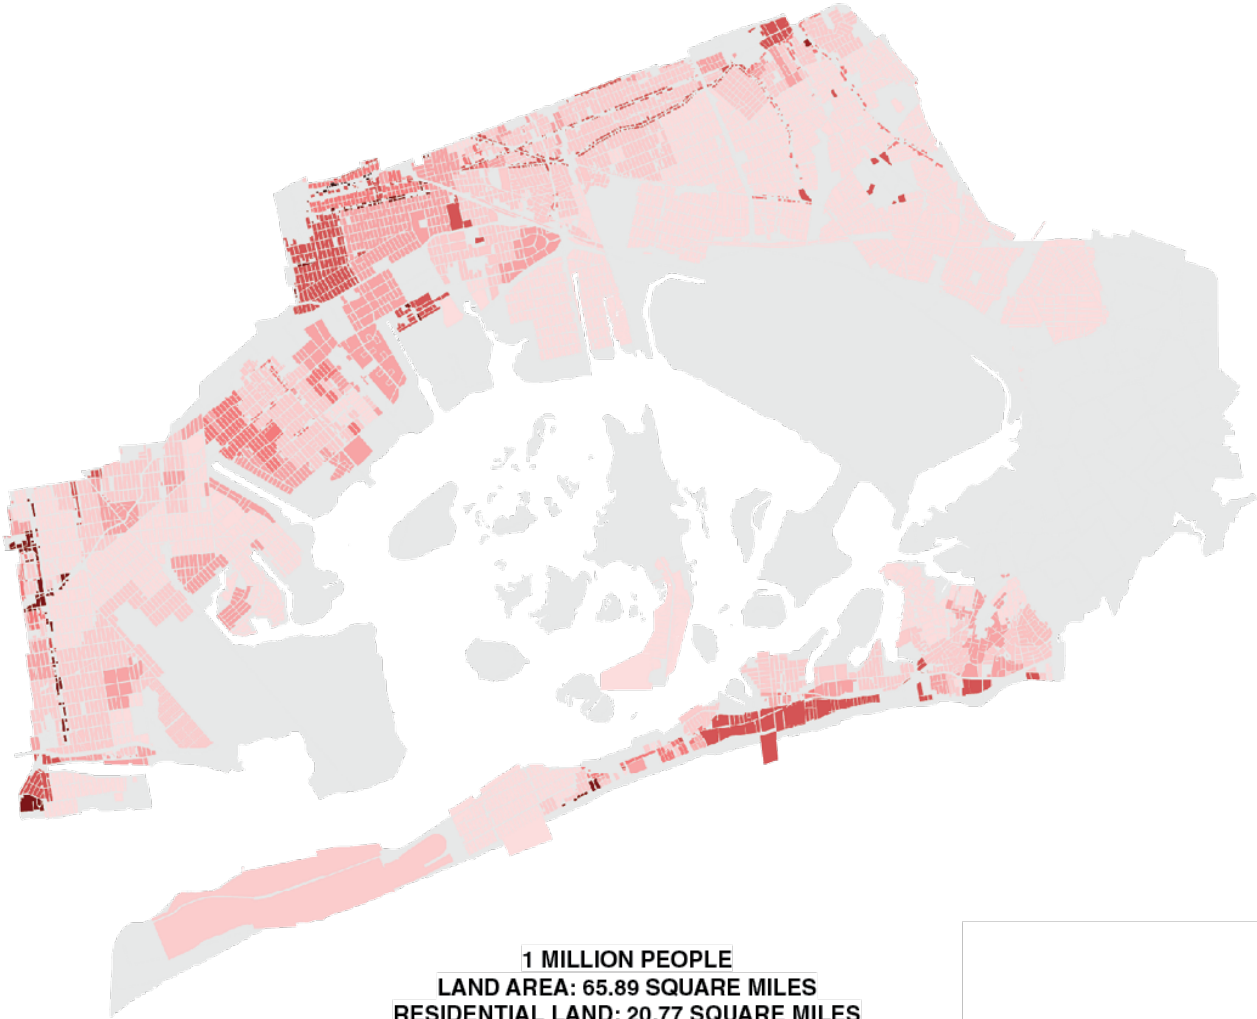 1 MILLION PEOPLE
LAND AREA: 65.89 SQUARE MILES
RESIDENTIAL LAND: 20.77 SQUARE MILES